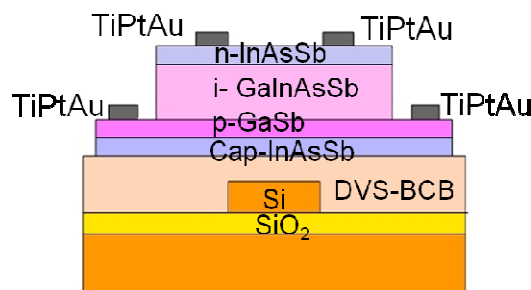 TiPtAu TiPtAu
n-InAsSb
i- GaInAsSb
TiPtAu TiPtAu
p-GaSb
Cap-InAsSb
DVS-BCB
Si
SiO₂